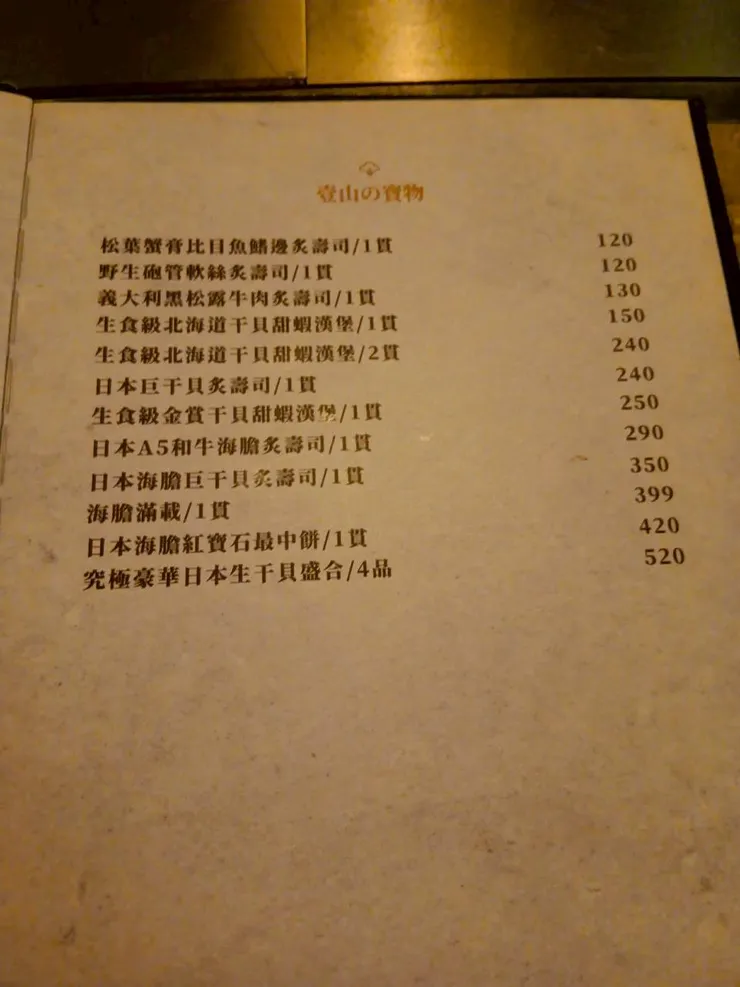 壹山の寶物
松葉蟹膏比目魚鰭邊炙壽司/1貫 120
野生砲管軟絲炙壽司/1貫 120
義大利黑松露牛肉炙壽司/1貫 130
生食級北海道干貝甜蝦漢堡/1貫 150
生食級北海道干貝甜蝦漢堡/2貫 240
日本巨干貝炙壽司/1貫 240
生食級金賞干貝甜蝦漢堡/1貫 250
日本A5和牛海膽炙壽司/1貫 290
日本海膽巨干貝炙壽司/1貫 350
海膽滿載/1貫 399
日本海膽紅寶石最中餅/1貫 420
究極豪華日本生干貝盛合/4品 520